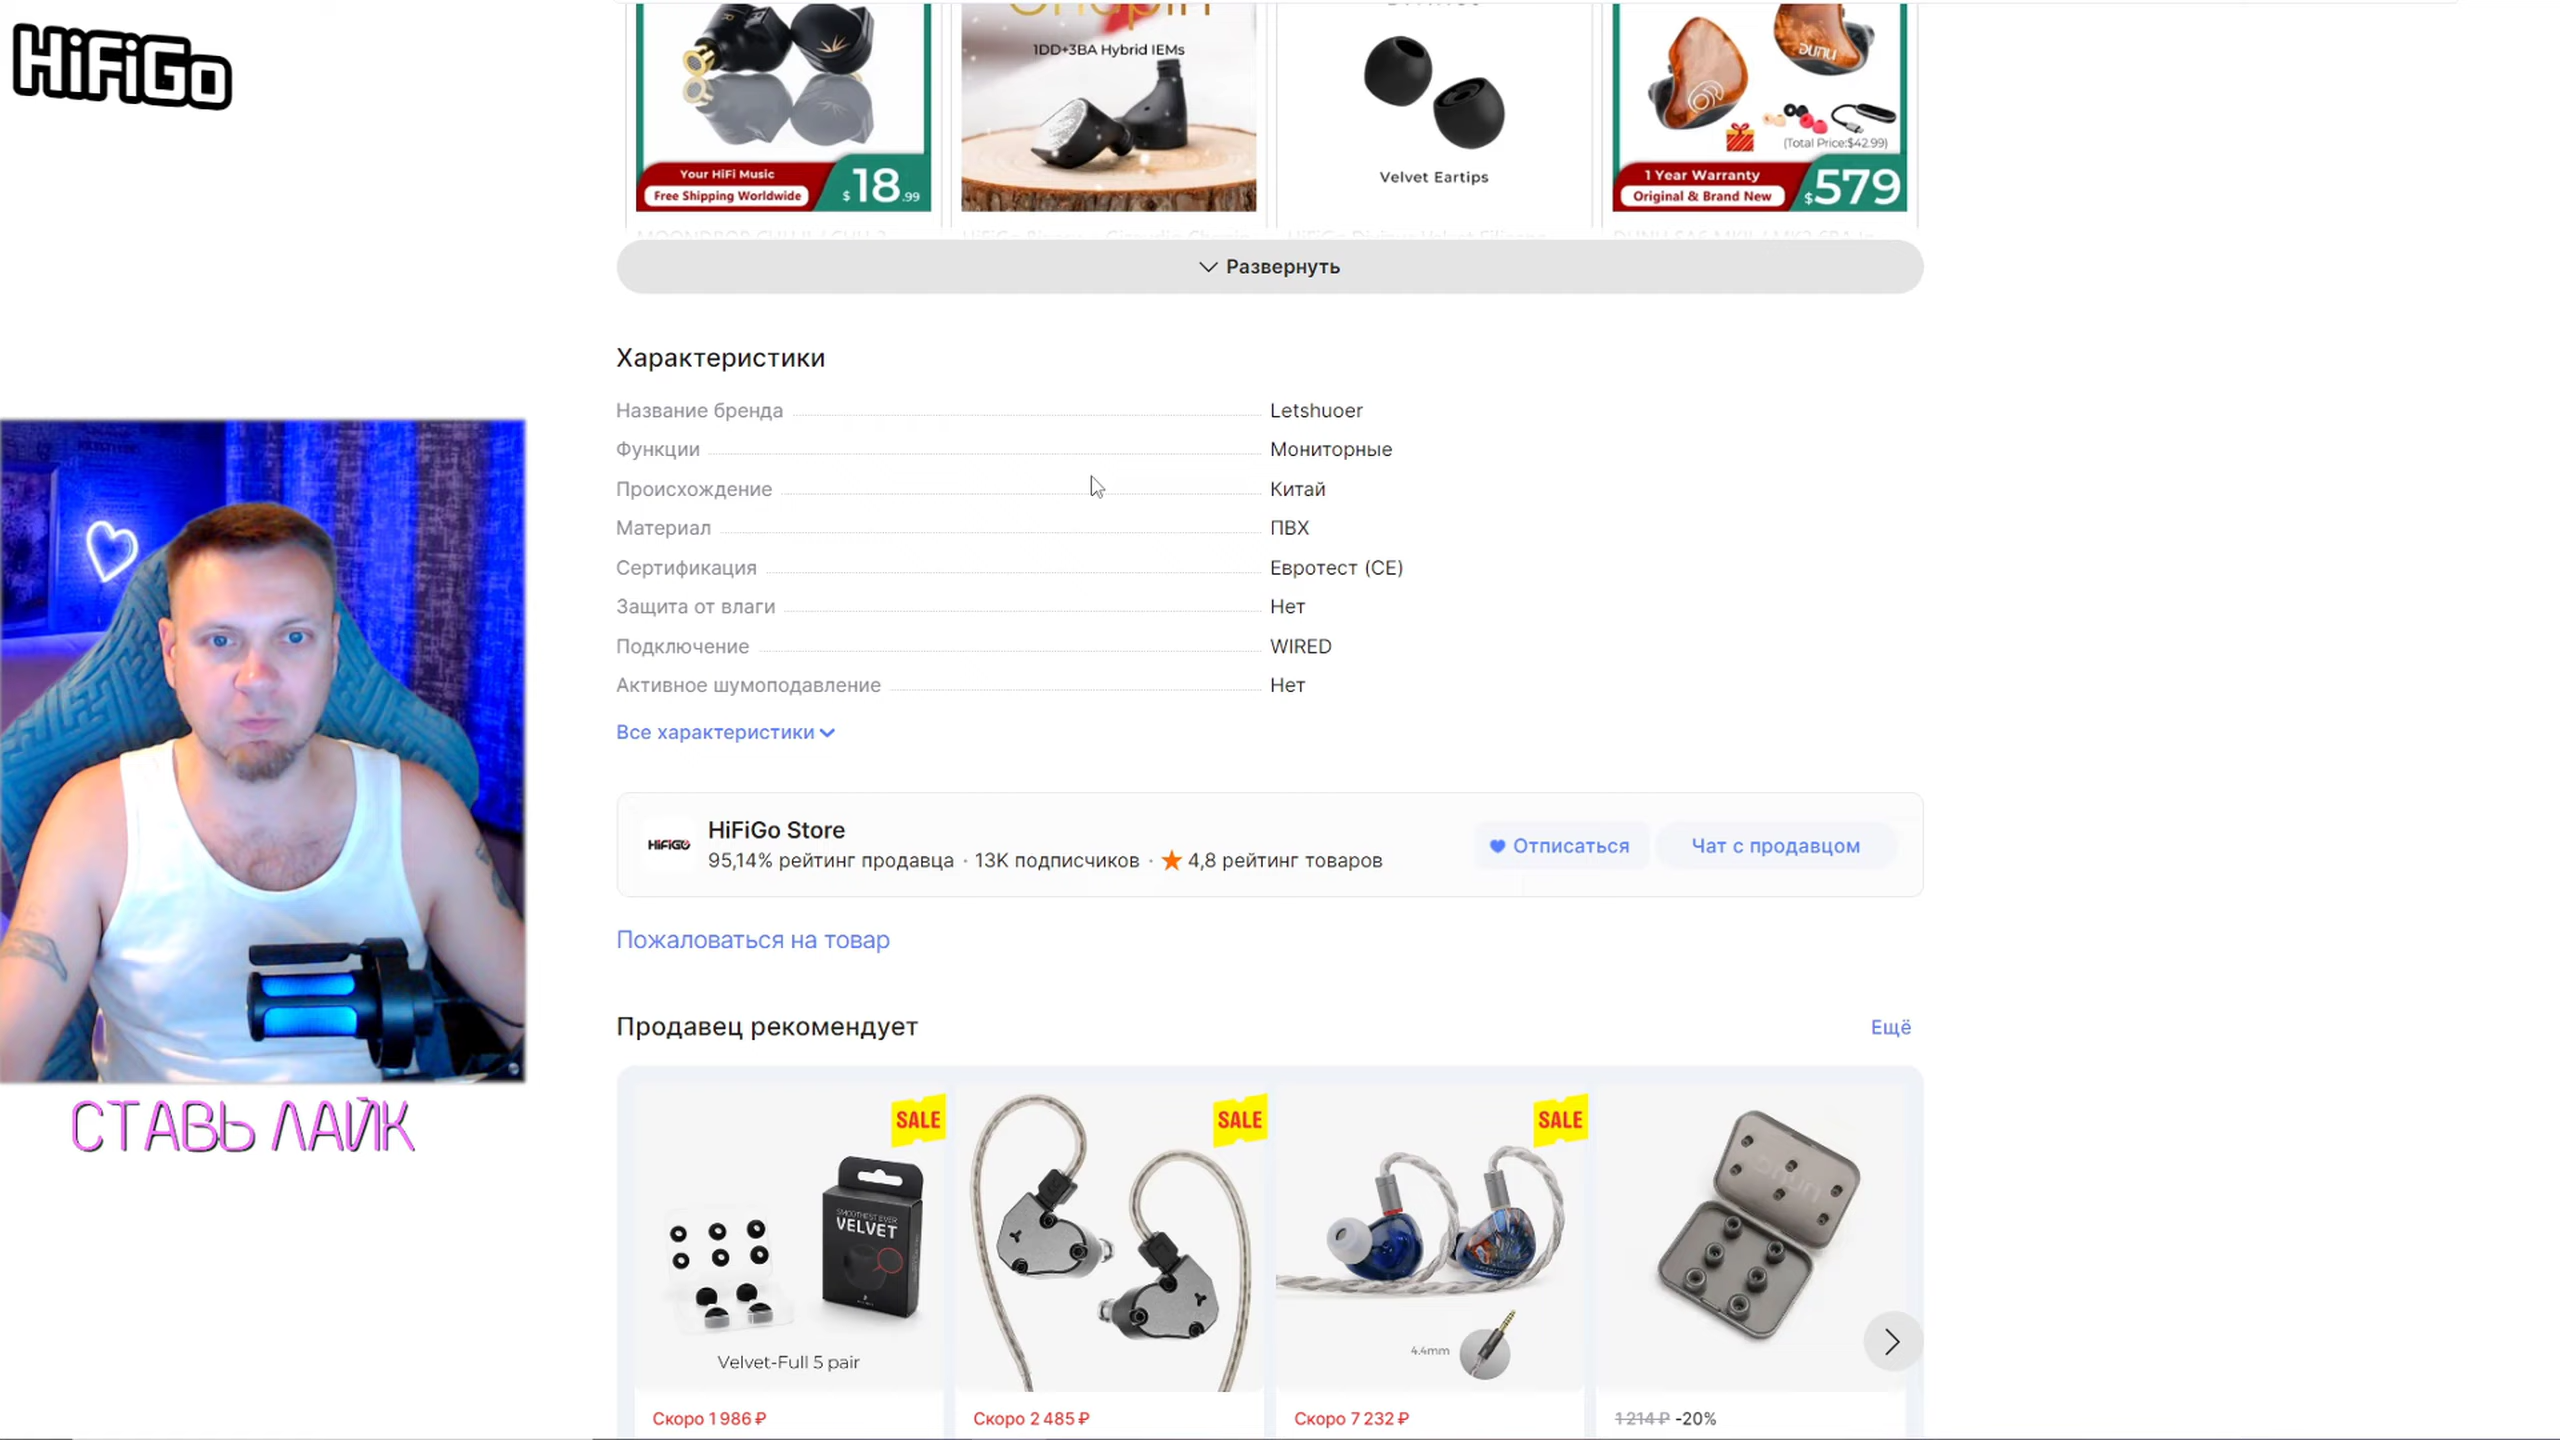 HiFiGo
1DD+3BA Hybrid IEMs
Your HiFi Music
Free Shipping Worldwide
$18.99
Velvet Eartips
DUNU
(Total Price:$42.99)
1 Year Warranty
Original & Brand New
$579
Развернуть
Характеристики
Название бренда Letshuoer
Функции Мониторные
Происхождение Китай
Материал ПВХ
Сертификация Евротест (CE)
Защита от влаги Нет
Подключение WIRED
Активное шумоподавление Нет
Все характеристики
HiFiGO
HiFiGo Store
95,14% рейтинг продавца · 13K подписчиков · 4,8 рейтинг товаров
Отписаться
Чат с продавцом
Пожаловаться на товар
Продавец рекомендует
Ещё
СТАВЬ ЛАЙК
SALE
SALE
SALE
SMOOTHEST EVER
VELVET
Velvet-Full 5 pair
4.4mm
DUNU
Скоро 1 986 ₽
Скоро 2 485 ₽
Скоро 7 232 ₽
1 214 ₽ -20%